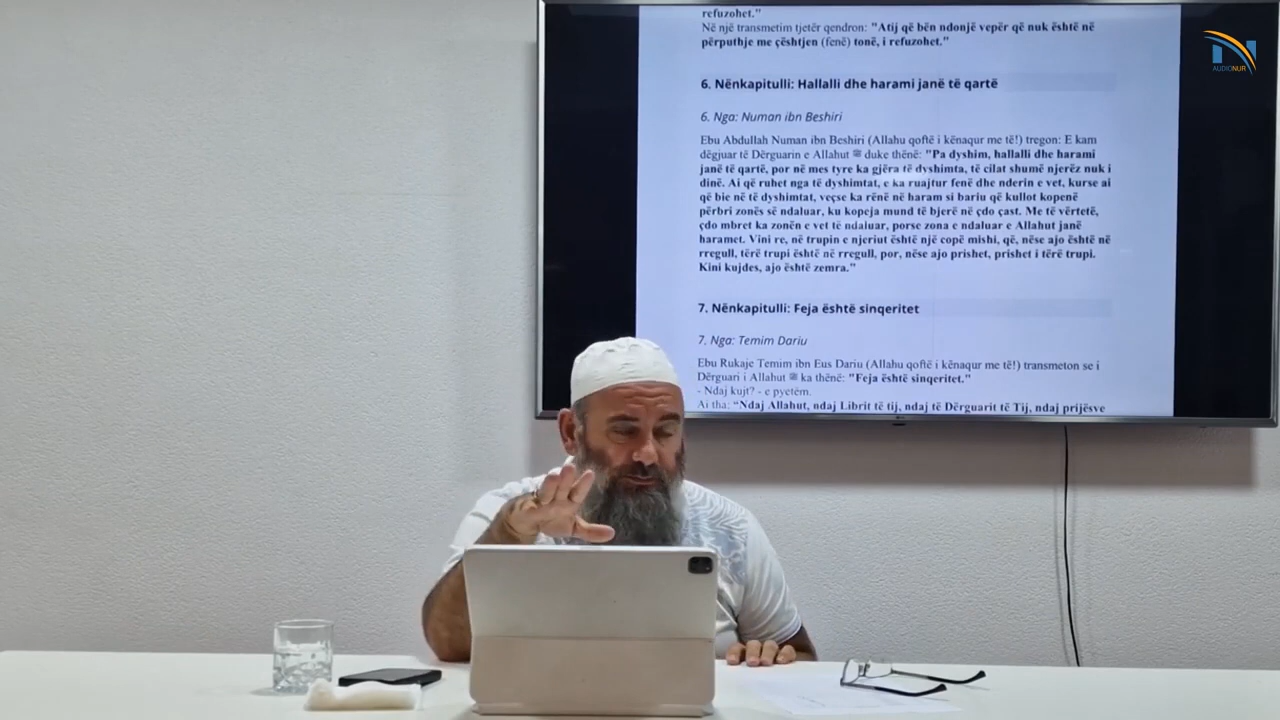 refuzohet."
Në një transmetim tjetër qendron: "Atij që bën ndonjë vepër që nuk është në
përputhje me çështjen (fenë) tonë, i refuzohet."
6. Nënkapitulli: Hallalli dhe harami janë të qartë
6. Nga: Numan ibn Beshiri
Ebu Abdullah Numan ibn Beshiri (Allahu qoftë i kënaqur me të!) tregon: E kam
dëgjuar të Dërguarin e Allahut ﷺ duke thënë: "Pa dyshim, hallalli dhe harami
janë të qartë, por në mes tyre ka gjëra të dyshimta, të cilat shumë njerëz nuk i
dinë. Ai që ruhet nga të dyshimtat, e ka ruajtur fenë dhe nderin e vet, kurse ai
që bie në të dyshimtat, veçse ka rënë në haram si bariu që kullot kopenë
përbri zonës së ndaluar, ku kopeja mund të bjerë në çdo çast. Me të vërtetë,
çdo mbret ka zonën e vet të ndaluar, porse zona e ndaluar e Allahut janë
haramet. Vini re, në trupin e njeriut është një copë mishi, që, nëse ajo është në
rregull, tërë trupi është në rregull, por, nëse ajo prishet, prishet i tërë trupi.
Kini kujdes, ajo është zemra."
7. Nënkapitulli: Feja është sinqeritet
7. Nga: Temim Dariu
Ebu Rukaje Temim ibn Eus Dariu (Allahu qoftë i kënaqur me të!) transmeton se i
Dërguari i Allahut ﷺ ka thënë: "Feja është sinqeritet."
- Ndaj kujt? - e pyetëm.
Ai tha: "Ndaj Allahut, ndaj Librit të tij, ndaj të Dërguarit të Tij, ndaj prijësve
AUDIONUR